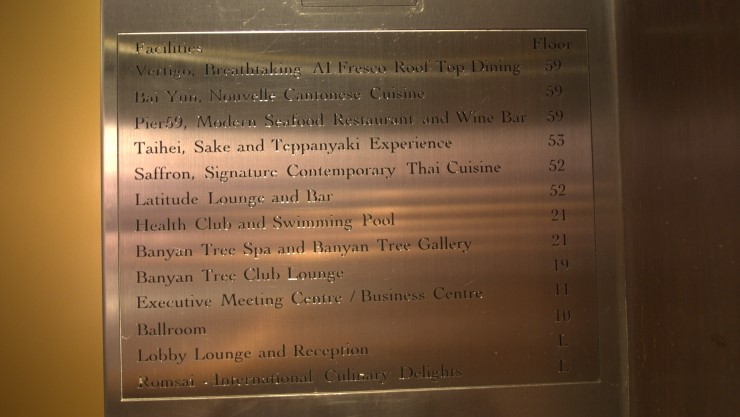 Facilities Floor
Vertigo, Breathtaking Al Fresco Roof Top Dining 59
Bai Yun, Nouvelle Cantonese Cuisine 59
Pier59, Modern Seafood Restaurant and Wine Bar 59
Taihei, Sake and Teppanyaki Experience 53
Saffron, Signature Contemporary Thai Cuisine 52
Latitude Lounge and Bar 52
Health Club and Swimming Pool 21
Banyan Tree Spa and Banyan Tree Gallery 21
Banyan Tree Club Lounge 19
Executive Meeting Centre / Business Centre 11
Ballroom 10
Lobby Lounge and Reception L
Romsai - International Culinary Delights L